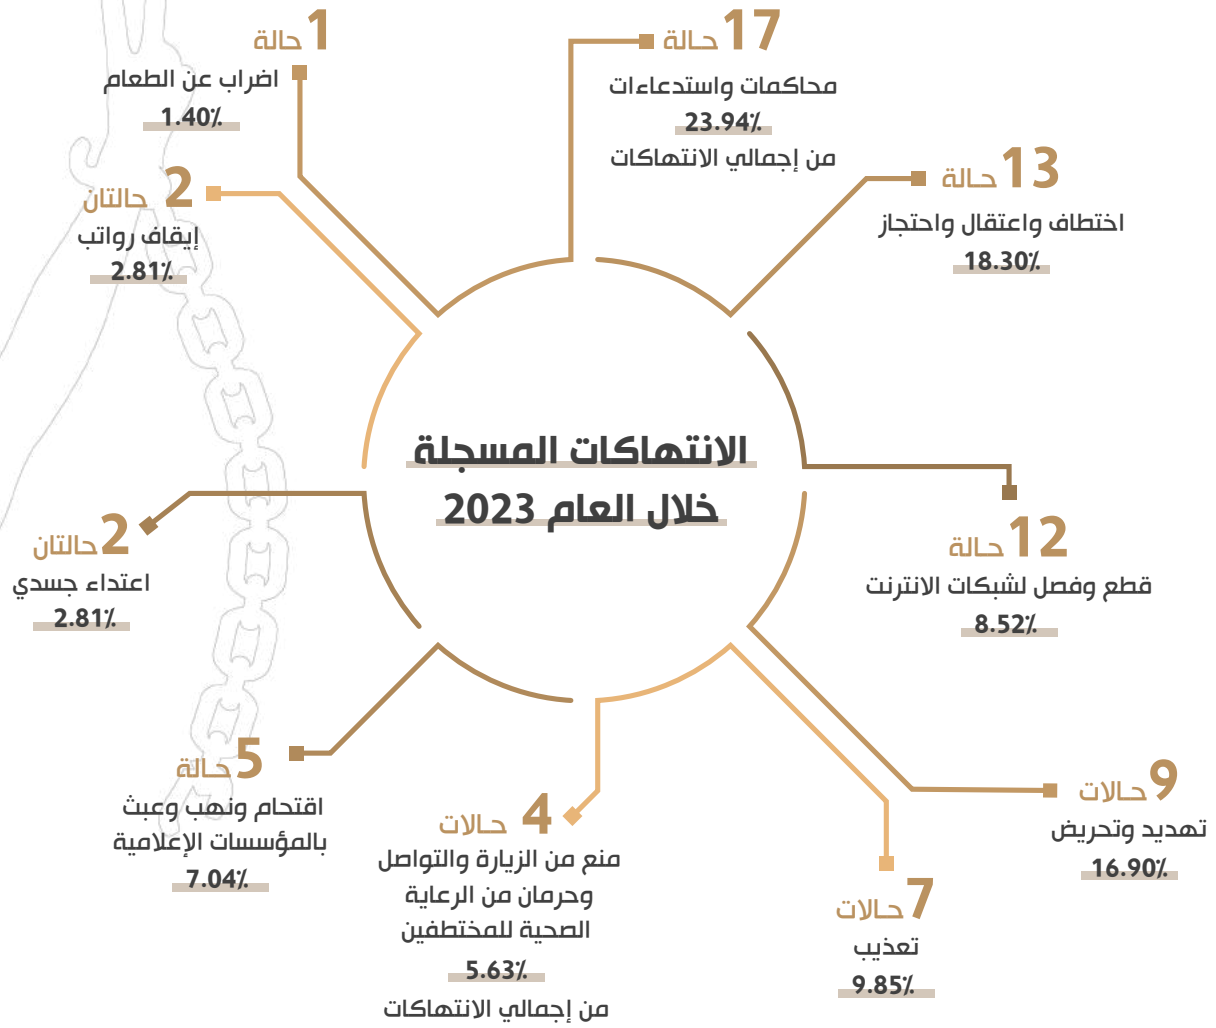 الانتهاكات المسجلة
خلال العام 2023
17 حالة
محاكمات واستدعاءات
23.94٪
من إجمالي الانتهاكات
13 حالة
اختطاف واعتقال واحتجاز
18.30٪
12 حالة
قطع وفصل لشبكات الانترنت
8.52٪
9 حالات
تهديد وتحريض
16.90٪
7 حالات
تعذيب
9.85٪
4 حالات
منع من الزيارة والتواصل
وحرمان من الرعاية
الصحية للمختطفين
5.63٪
من إجمالي الانتهاكات
5 حالة
اقتحام ونهب وعبث
بالمؤسسات الإعلامية
7.04٪
2 حالتان
اعتداء جسدي
2.81٪
2 حالتان
إيقاف رواتب
2.81٪
1 حالة
اضراب عن الطعام
1.40٪